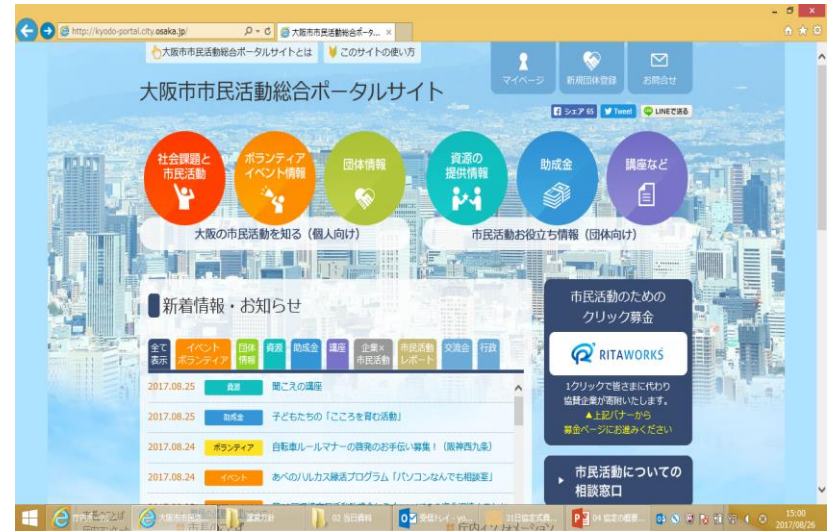 http://kyodo-portal.city.osaka.jp/
大阪市市民活動総合ポータ...
大阪市市民活動総合ポータルサイトとは
このサイトの使い方
大阪市市民活動総合ポータルサイト
マイページ
新規団体登録
お問合せ
シェア 65
Tweet
LINEで送る
社会課題と
市民活動
ボランティア
イベント情報
団体情報
資源の
提供情報
助成金
講座など
大阪の市民活動を知る（個人向け）
市民活動お役立ち情報（団体向け）
新着情報・お知らせ
全て
表示
イベント
ボランティア
団体
情報
資源
助成金
講座
企業×
市民活動
市民活動
レポート
交流会
行政
2017.08.25 資源 聞こえの講座
2017.08.25 助成金 子どもたちの「こころを育む活動」
2017.08.24 ボランティア 自転車ルールマナーの啓発のお手伝い募集！（阪神西九条）
2017.08.24 イベント あべのハルカス縁活プログラム「パソコンなんでも相談室」
市民活動のための
クリック募金
RITAWORKS
1クリックで皆さまに代わり
協賛企業が寄附いたします。
▲上記バナーから
募金ページにお進みください
市民活動についての
相談窓口
02 当日資料
15:00
2017/08/26